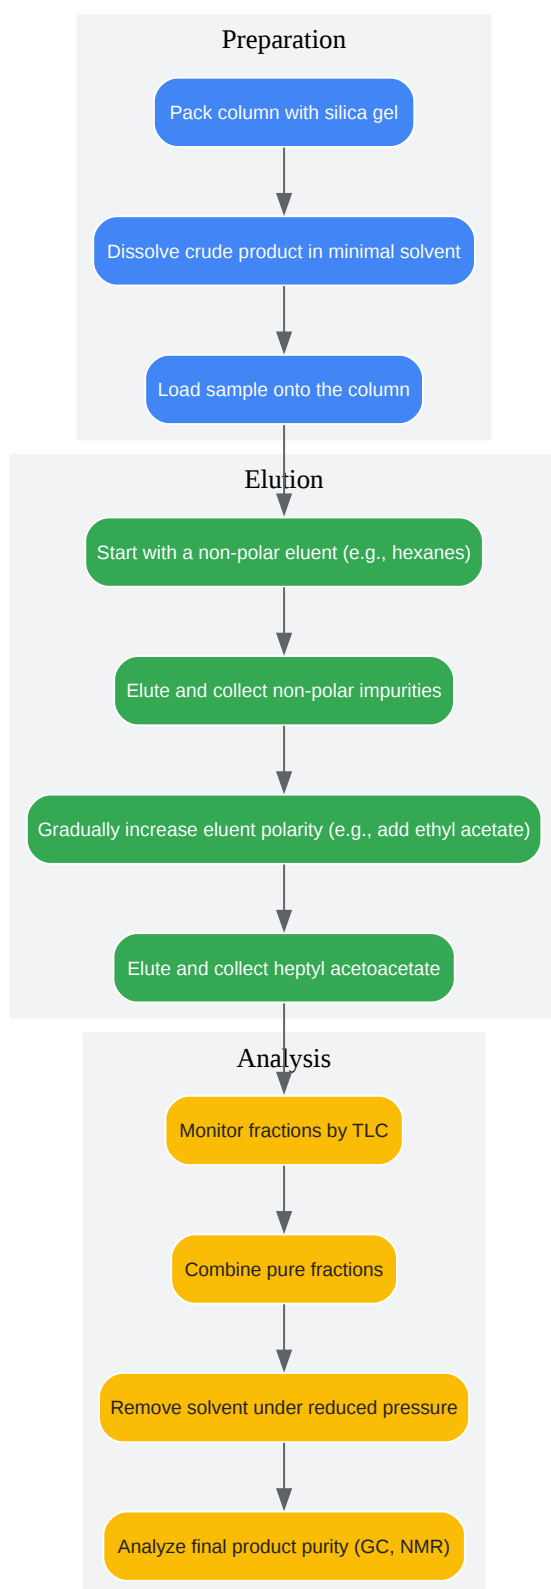 Preparation
Pack column with silica gel
Dissolve crude product in minimal solvent
Load sample onto the column
Elution
Start with a non-polar eluent (e.g., hexanes)
Elute and collect non-polar impurities
Gradually increase eluent polarity (e.g., add ethyl acetate)
Elute and collect heptyl acetoacetate
Analysis
Monitor fractions by TLC
Combine pure fractions
Remove solvent under reduced pressure
Analyze final product purity (GC, NMR)